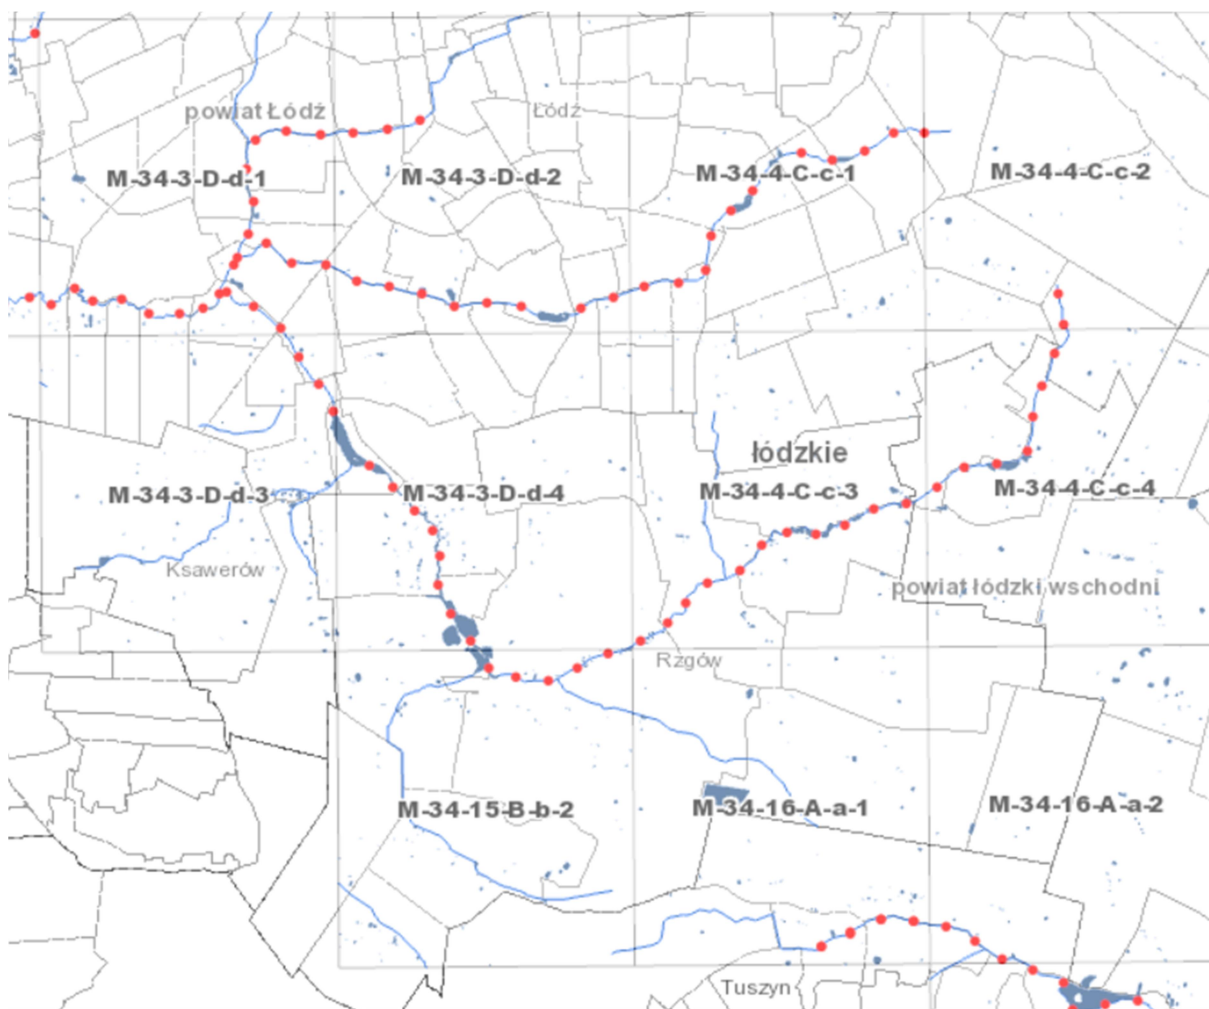 powiat Łódź
Łódź
M-34-3-D-d-1
M-34-3-D-d-2
M-34-4-C-c-1
M-34-4-C-c-2
łódzkie
M-34-3-D-d-3
M-34-3-D-d-4
M-34-4-C-c-3
M-34-4-C-c-4
Ksawerów
powiat łódzki wschodni
Rzgów
M-34-15-B-b-2
M-34-16-A-a-1
M-34-16-A-a-2
Tuszyn